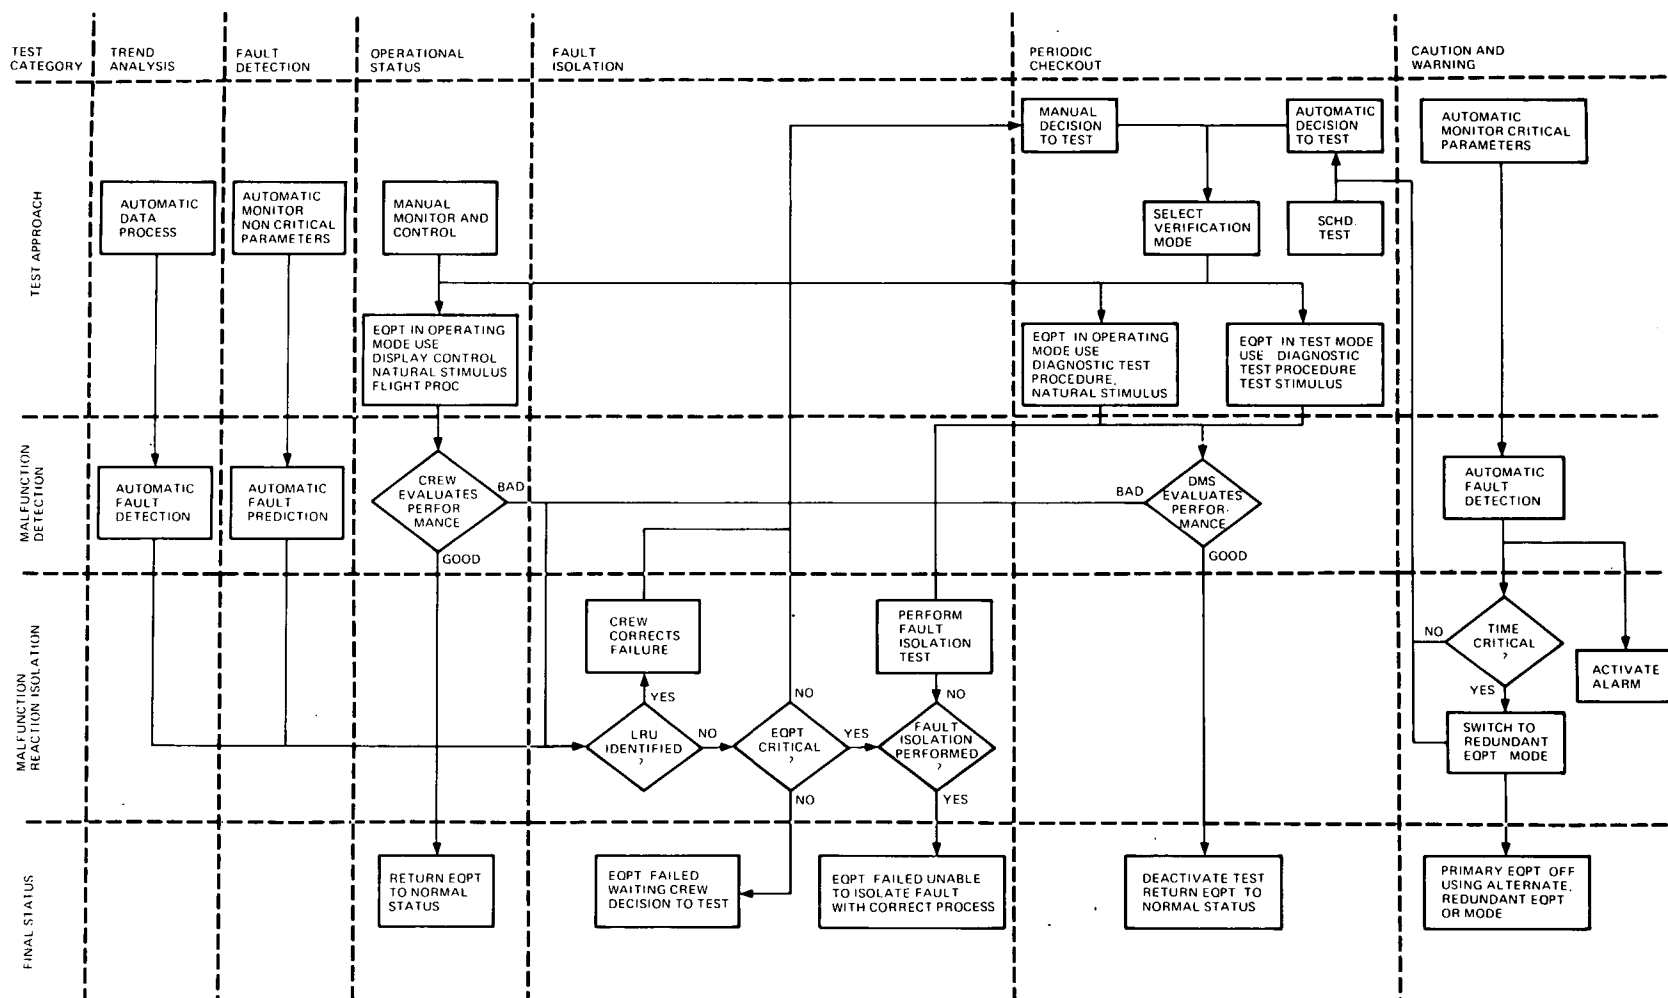 TEST
CATEGORY
TREND
ANALYSIS
FAULT
DETECTION
OPERATIONAL
STATUS
FAULT
ISOLATION
PERIODIC
CHECKOUT
CAUTION AND
WARNING
TEST APPROACH
AUTOMATIC
DATA
PROCESS
AUTOMATIC
MONITOR
NON CRITICAL
PARAMETERS
MANUAL
MONITOR AND
CONTROL
MANUAL
DECISION
TO TEST
AUTOMATIC
DECISION
TO TEST
AUTOMATIC
MONITOR CRITICAL
PARAMETERS
SELECT
VERIFICATION
MODE
SCHD.
TEST
EQPT IN OPERATING
MODE USE
DISPLAY CONTROL
NATURAL STIMULUS
FLIGHT PROC
EQPT IN OPERATING
MODE USE
DIAGNOSTIC TEST
PROCEDURE,
NATURAL STIMULUS
EQPT IN TEST MODE
USE DIAGNOSTIC
TEST PROCEDURE
TEST STIMULUS
MALFUNCTION
DETECTION
AUTOMATIC
FAULT
DETECTION
AUTOMATIC
FAULT
PREDICTION
CREW
EVALUATES
PERFOR
MANCE
BAD
GOOD
BAD
DMS
EVALUATES
PERFOR-
MANCE
GOOD
AUTOMATIC
FAULT
DETECTION
MALFUNCTION
REACTION ISOLATION
CREW
CORRECTS
FAILURE
YES
LRU
IDENTIFIED
?
NO
NO
EQPT
CRITICAL
?
YES
NO
PERFORM
FAULT
ISOLATION
TEST
NO
FAULT
ISOLATION
PERFORMED
?
YES
NO
TIME
CRITICAL
?
YES
ACTIVATE
ALARM
SWITCH TO
REDUNDANT
EQPT MODE
FINAL STATUS
RETURN EQPT
TO NORMAL
STATUS
EQPT FAILED
WAITING CREW
DECISION TO TEST
EQPT FAILED UNABLE
TO ISOLATE FAULT
WITH CORRECT PROCESS
DEACTIVATE TEST
RETURN EQPT TO
NORMAL STATUS
PRIMARY EQPT OFF
USING ALTERNATE,
REDUNDANT EQPT
OR MODE